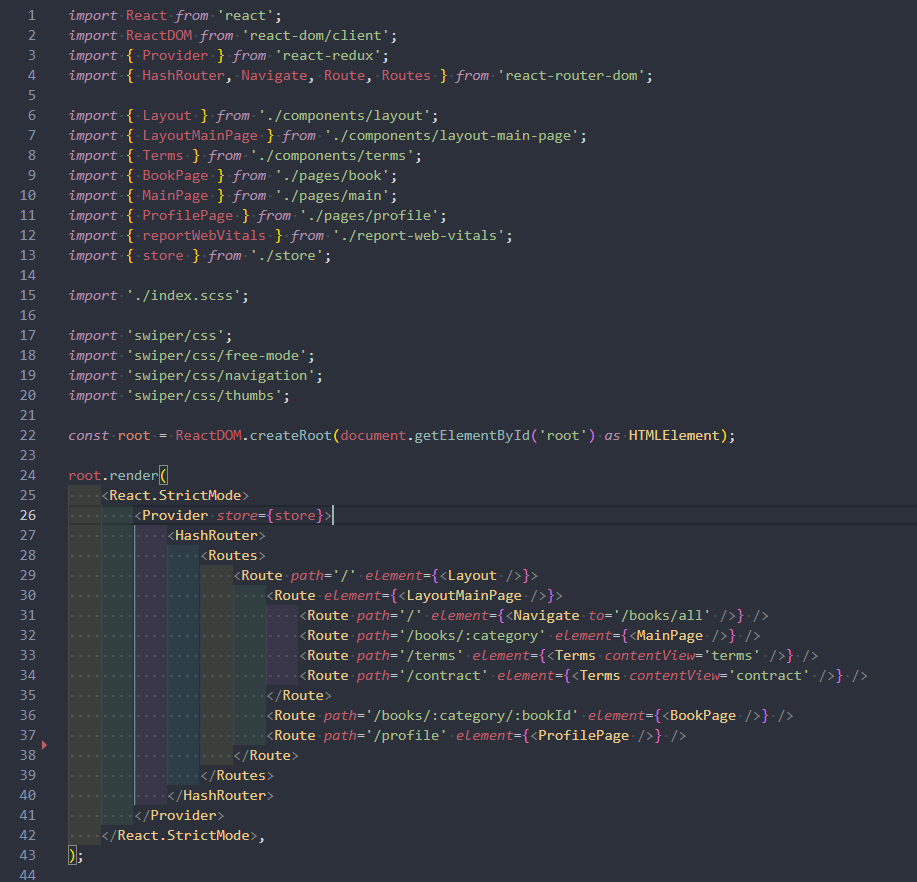 1 import React from 'react';
2 import ReactDOM from 'react-dom/client';
3 import { Provider } from 'react-redux';
4 import { HashRouter, Navigate, Route, Routes } from 'react-router-dom';
5
6 import { Layout } from './components/layout';
7 import { LayoutMainPage } from './components/layout-main-page';
8 import { Terms } from './components/terms';
9 import { BookPage } from './pages/book';
10 import { MainPage } from './pages/main';
11 import { ProfilePage } from './pages/profile';
12 import { reportWebVitals } from './report-web-vitals';
13 import { store } from './store';
14
15 import './index.scss';
16
17 import 'swiper/css';
18 import 'swiper/css/free-mode';
19 import 'swiper/css/navigation';
20 import 'swiper/css/thumbs';
21
22 const root = ReactDOM.createRoot(document.getElementById('root') as HTMLElement);
23
24 root.render(
25     <React.StrictMode>
26         <Provider store={store}>
27             <HashRouter>
28                 <Routes>
29                     <Route path='/' element={<Layout />}>
30                         <Route element={<LayoutMainPage />}>
31                             <Route path='/' element={<Navigate to='/books/all' />} />
32                             <Route path='/books/:category' element={<MainPage />} />
33                             <Route path='/terms' element={<Terms contentView='terms' />} />
34                             <Route path='/contract' element={<Terms contentView='contract' />} />
35                         </Route>
36                         <Route path='/books/:category/:bookId' element={<BookPage />} />
37                         <Route path='/profile' element={<ProfilePage />} />
38                     </Route>
39                 </Routes>
40             </HashRouter>
41         </Provider>
42     </React.StrictMode>,
43 );
44